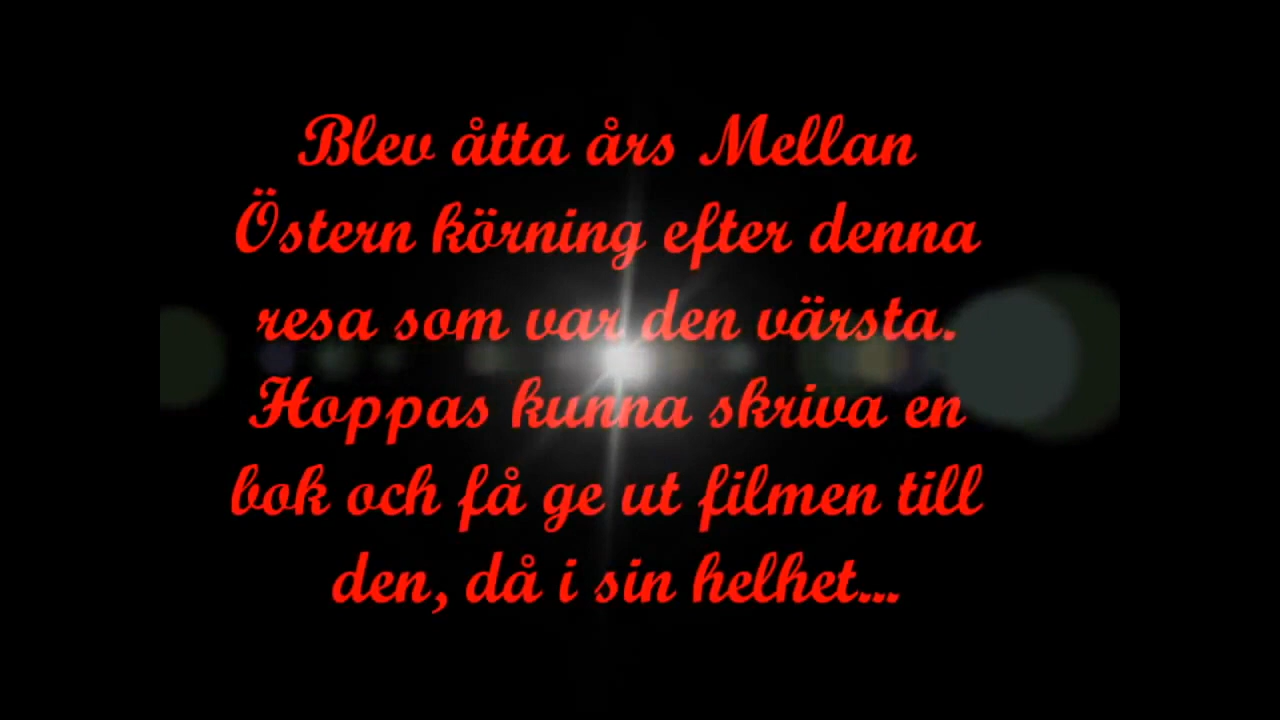 Blev åtta års Mellan
Östern körning efter denna
resa som var den värsta.
Hoppas kunna skriva en
bok och få ge ut filmen till
den, då i sin helhet...